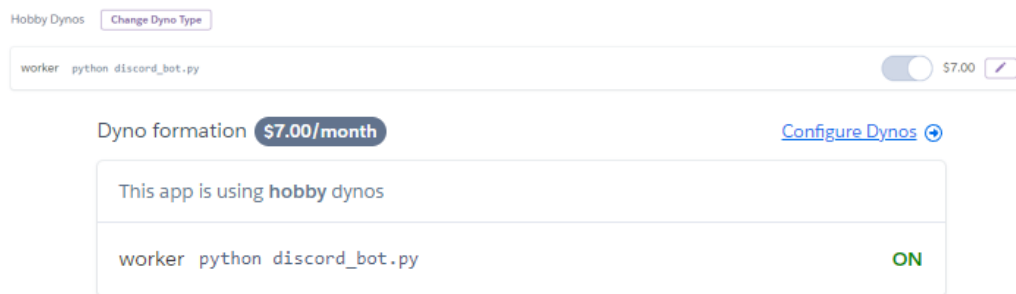 Hobby Dynos Change Dyno Type
worker python discord_bot.py $7.00
Dyno formation $7.00/month Configure Dynos
This app is using hobby dynos
worker python discord_bot.py ON